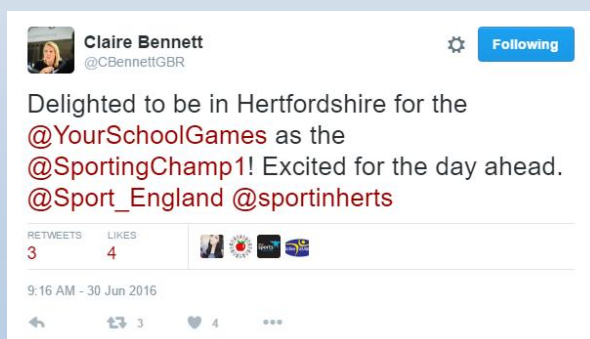 Claire Bennett
@CBennettGBR
Following
Delighted to be in Hertfordshire for the
@YourSchoolGames as the
@SportingChamp1! Excited for the day ahead.
@Sport_England @sportinherts
RETWEETS LIKES
3 4
9:16 AM - 30 Jun 2016
3 4